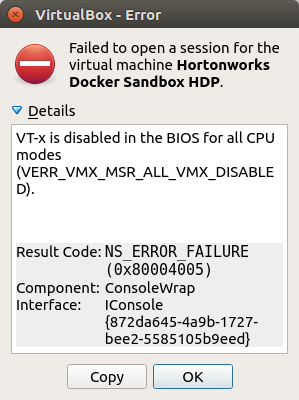 VirtualBox - Error
Failed to open a session for the
virtual machine Hortonworks
Docker Sandbox HDP.
Details
VT-x is disabled in the BIOS for all CPU
modes
(VERR_VMX_MSR_ALL_VMX_DISABLE
D).
Result Code: NS_ERROR_FAILURE
(0x80004005)
Component: ConsoleWrap
Interface: IConsole
{872da645-4a9b-1727-
bee2-5585105b9eed}
Copy
OK